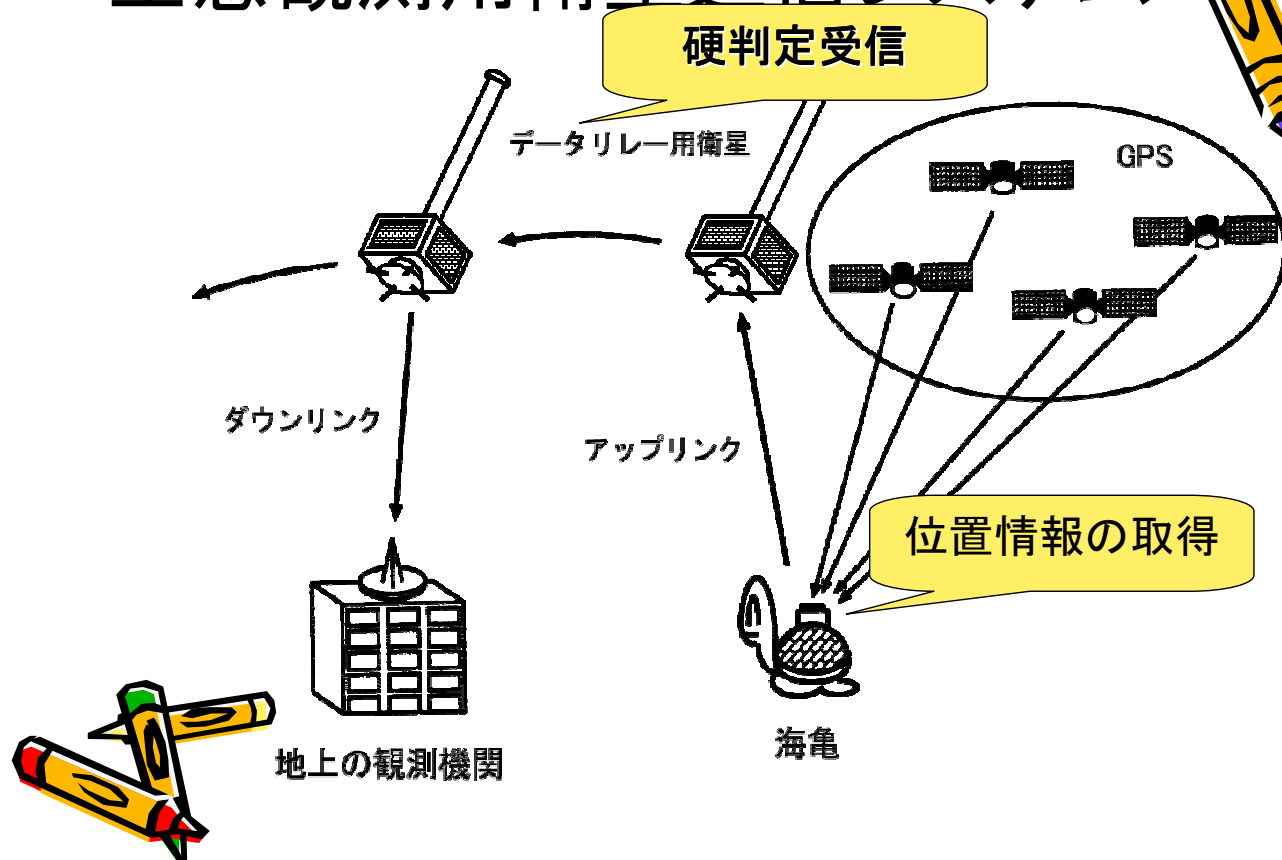 硬判定受信
データリレー用衛星
GPS
ダウンリンク
アップリンク
位置情報の取得
地上の観測機関
海亀